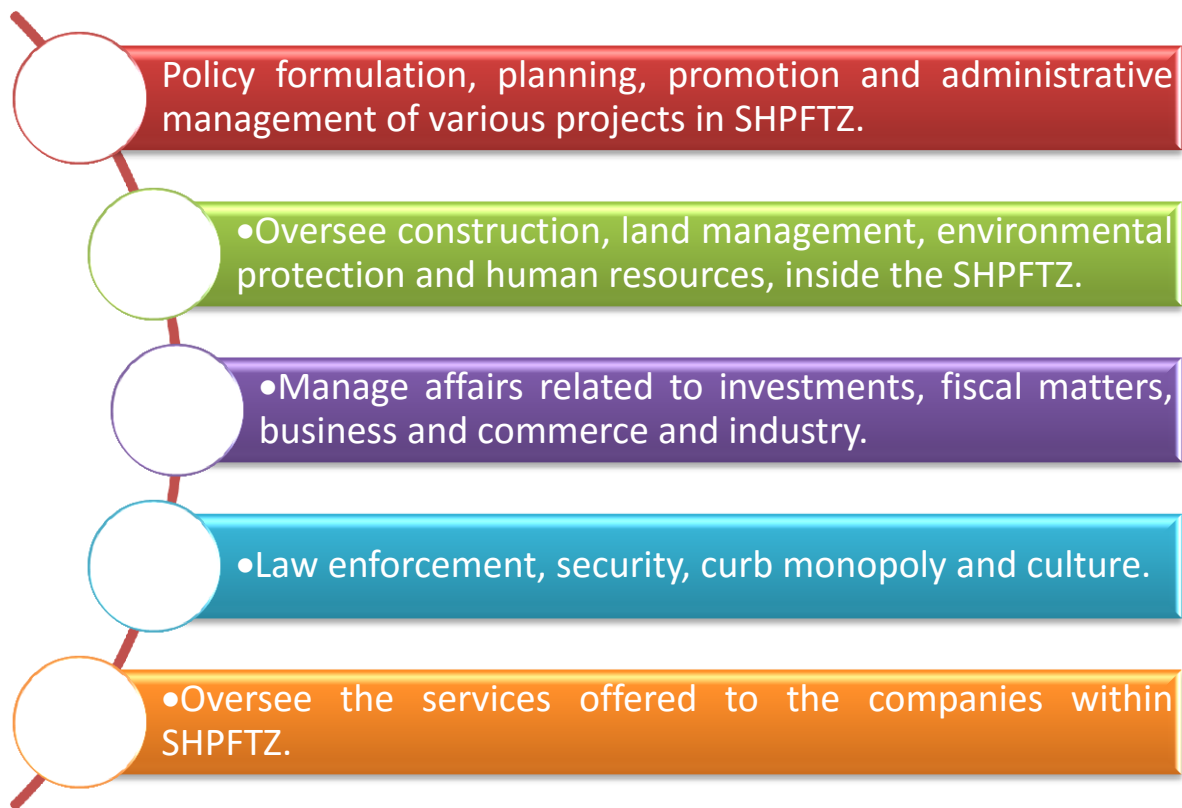 Policy formulation, planning, promotion and administrative
management of various projects in SHPFTZ.
•Oversee construction, land management, environmental
protection and human resources, inside the SHPFTZ.
•Manage affairs related to investments, fiscal matters,
business and commerce and industry.
•Law enforcement, security, curb monopoly and culture.
•Oversee the services offered to the companies within
SHPFTZ.